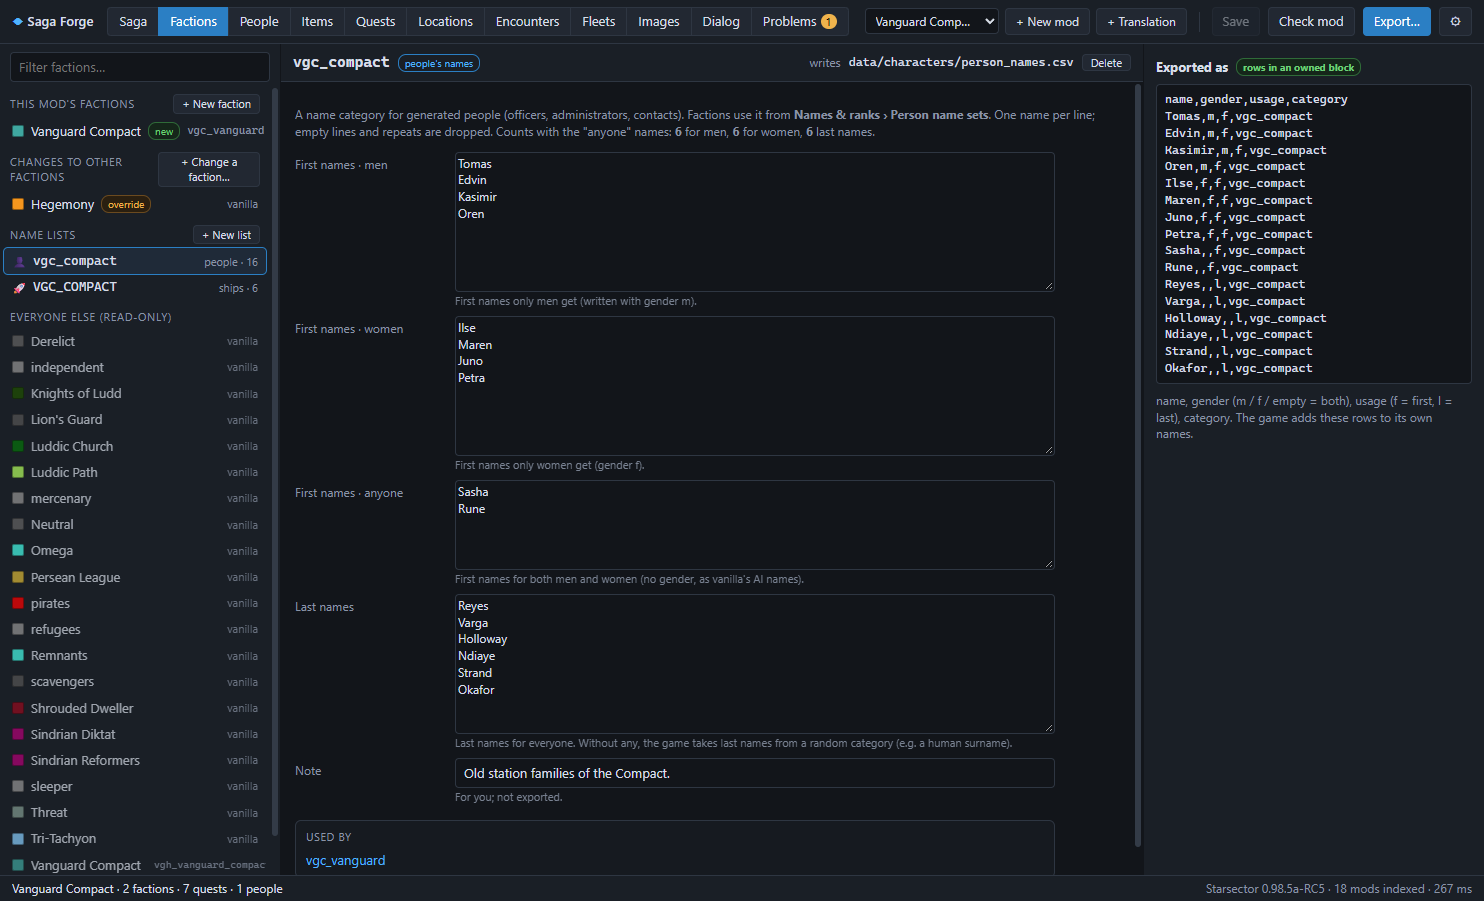 Saga Forge
Saga
Factions
People
Items
Quests
Locations
Encounters
Fleets
Images
Dialog
Problems 1
Vanguard Comp...
+ New mod
+ Translation
Save
Check mod
Export...
Filter factions...
THIS MOD'S FACTIONS
+ New faction
Vanguard Compact new vgc_vanguard
CHANGES TO OTHER
FACTIONS
+ Change a
faction...
Hegemony override vanilla
NAME LISTS
+ New list
vgc_compact people · 16
VGC_COMPACT ships · 6
EVERYONE ELSE (READ-ONLY)
Derelict vanilla
independent vanilla
Knights of Ludd vanilla
Lion's Guard vanilla
Luddic Church vanilla
Luddic Path vanilla
mercenary vanilla
Neutral vanilla
Omega vanilla
Persean League vanilla
pirates vanilla
refugees vanilla
Remnants vanilla
scavengers vanilla
Shrouded Dweller vanilla
Sindrian Diktat vanilla
Sindrian Reformers vanilla
sleeper vanilla
Threat vanilla
Tri-Tachyon vanilla
Vanguard Compact vgh_vanguard_compac
vgc_compact people's names
writes data/characters/person_names.csv
Delete
A name category for generated people (officers, administrators, contacts). Factions use it from Names & ranks › Person name sets. One name per line;
empty lines and repeats are dropped. Counts with the "anyone" names: 6 for men, 6 for women, 6 last names.
First names · men
Tomas
Edvin
Kasimir
Oren
First names only men get (written with gender m).
First names · women
Ilse
Maren
Juno
Petra
First names only women get (gender f).
First names · anyone
Sasha
Rune
First names for both men and women (no gender, as vanilla's AI names).
Last names
Reyes
Varga
Holloway
Ndiaye
Strand
Okafor
Last names for everyone. Without any, the game takes last names from a random category (e.g. a human surname).
Note
Old station families of the Compact.
For you; not exported.
USED BY
vgc_vanguard
Exported as rows in an owned block
name,gender,usage,category
Tomas,m,f,vgc_compact
Edvin,m,f,vgc_compact
Kasimir,m,f,vgc_compact
Oren,m,f,vgc_compact
Ilse,f,f,vgc_compact
Maren,f,f,vgc_compact
Juno,f,f,vgc_compact
Petra,f,f,vgc_compact
Sasha,,f,vgc_compact
Rune,,f,vgc_compact
Reyes,,l,vgc_compact
Varga,,l,vgc_compact
Holloway,,l,vgc_compact
Ndiaye,,l,vgc_compact
Strand,,l,vgc_compact
Okafor,,l,vgc_compact
name, gender (m / f / empty = both), usage (f = first, l =
last), category. The game adds these rows to its own
names.
Vanguard Compact · 2 factions · 7 quests · 1 people
Starsector 0.98.5a-RC5 · 18 mods indexed · 267 ms